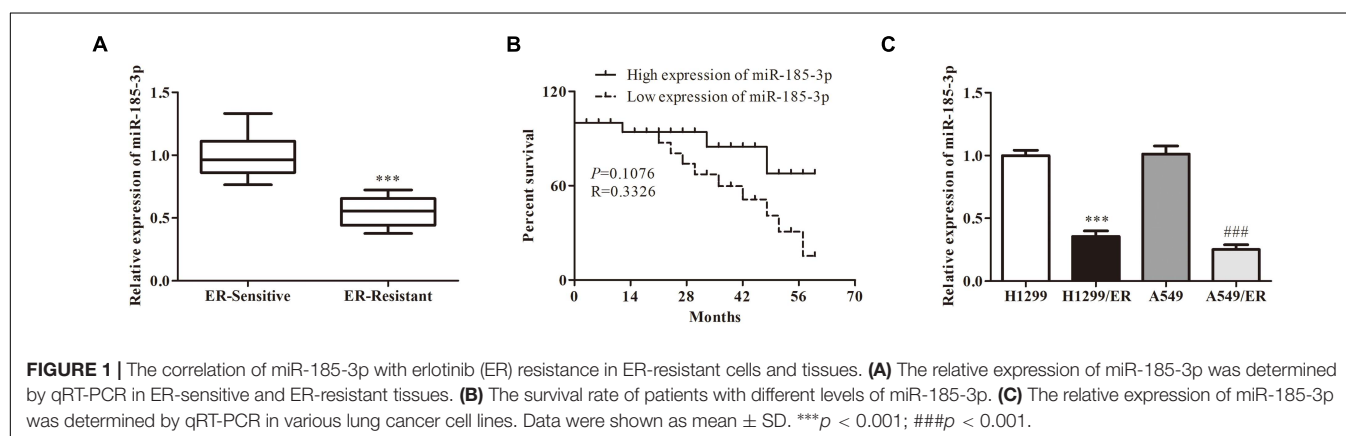 A
Relative expression of miR-185-3p
1.5
1.0
0.5
0.0
***
ER-Sensitive
ER-Resistant
B
High expression of miR-185-3p
Low expression of miR-185-3p
Percent survival
120
60
0
P=0.1076
R=0.3326
0
14
28
42
56
70
Months
C
Relative expression of miR-185-3p
1.5
1.0
0.5
0.0
***
###
H1299
H1299/ER
A549
A549/ER
FIGURE 1 | The correlation of miR-185-3p with erlotinib (ER) resistance in ER-resistant cells and tissues. (A) The relative expression of miR-185-3p was determined
by qRT-PCR in ER-sensitive and ER-resistant tissues. (B) The survival rate of patients with different levels of miR-185-3p. (C) The relative expression of miR-185-3p
was determined by qRT-PCR in various lung cancer cell lines. Data were shown as mean ± SD. ***p < 0.001; ###p < 0.001.